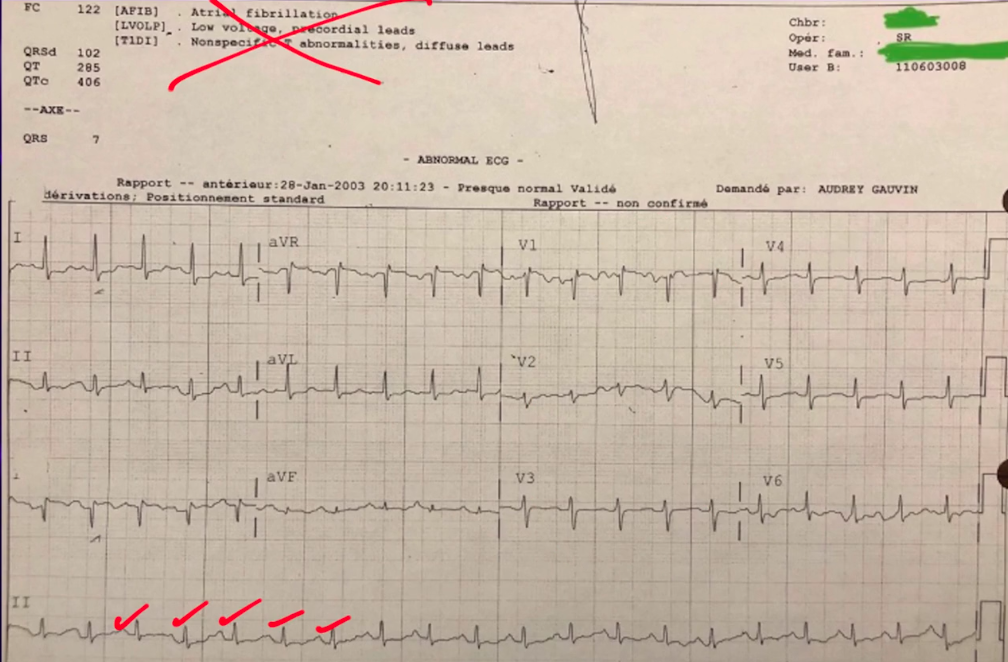 FC 122 [AFIB] . Atrial fibrillation
[LVOLP] . Low voltage, precordial leads
[T1DI] . Nonspecific T abnormalities, diffuse leads
QRSd 102
QT 285
QTc 406
--AXE--
QRS 7
Chbr:
Opér: SR
Med. fam.:
User B: 110603008
- ABNORMAL ECG -
Rapport -- antérieur:28-Jan-2003 20:11:23 - Presque normal Validé
Demandé par: AUDREY GAUVIN
dérivations; Positionnement standard
Rapport -- non confirmé
I aVR V1 V4
II aVL V2 V5
aVF V3 V6
II